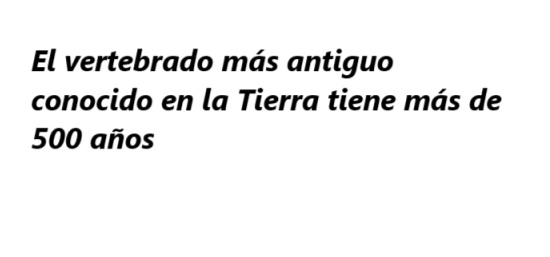 El vertebrado más antiguo
conocido en la Tierra tiene más de
500 años